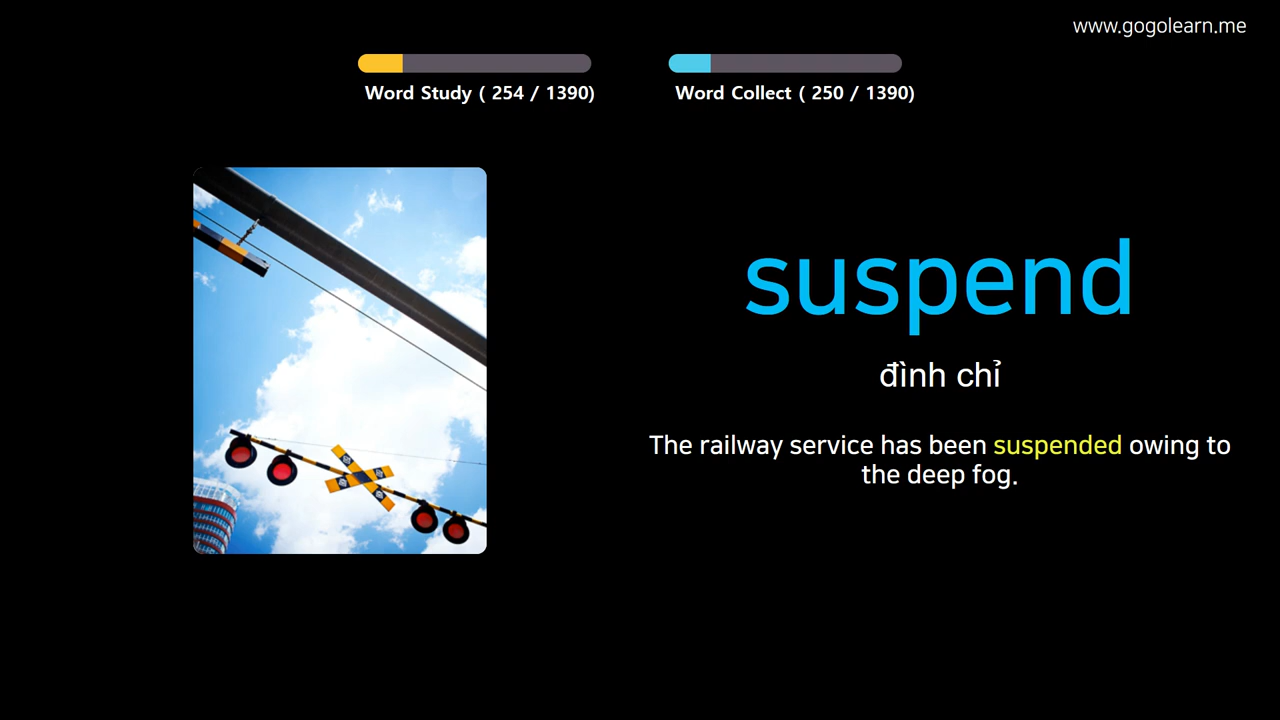 www.gogolearn.me
Word Study ( 254 / 1390)
Word Collect ( 250 / 1390)
suspend
đình chỉ
The railway service has been suspended owing to
the deep fog.